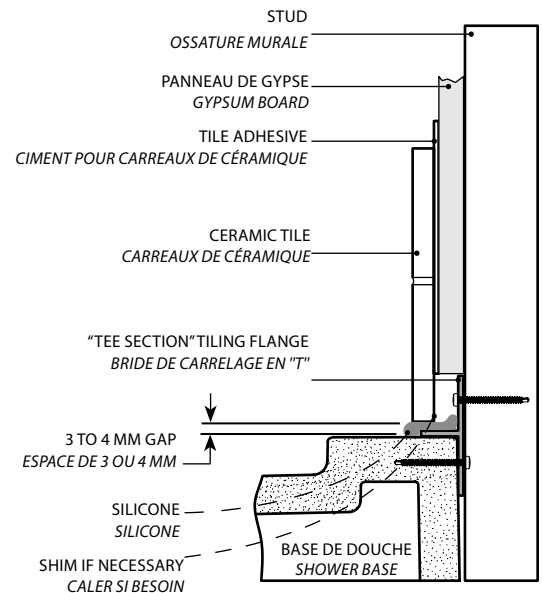 STUD
OSSATURE MURALE
PANNEAU DE GYPSE
GYPSUM BOARD
TILE ADHESIVE
CIMENT POUR CARREAUX DE CÉRAMIQUE
CERAMIC TILE
CARREAUX DE CÉRAMIQUE
“TEE SECTION” TILING FLANGE
BRIDE DE CARRELAGE EN "T"
3 TO 4 MM GAP
ESPACE DE 3 OU 4 MM
SILICONE
SILICONE
SHIM IF NECESSARY
CALER SI BESOIN
BASE DE DOUCHE
SHOWER BASE